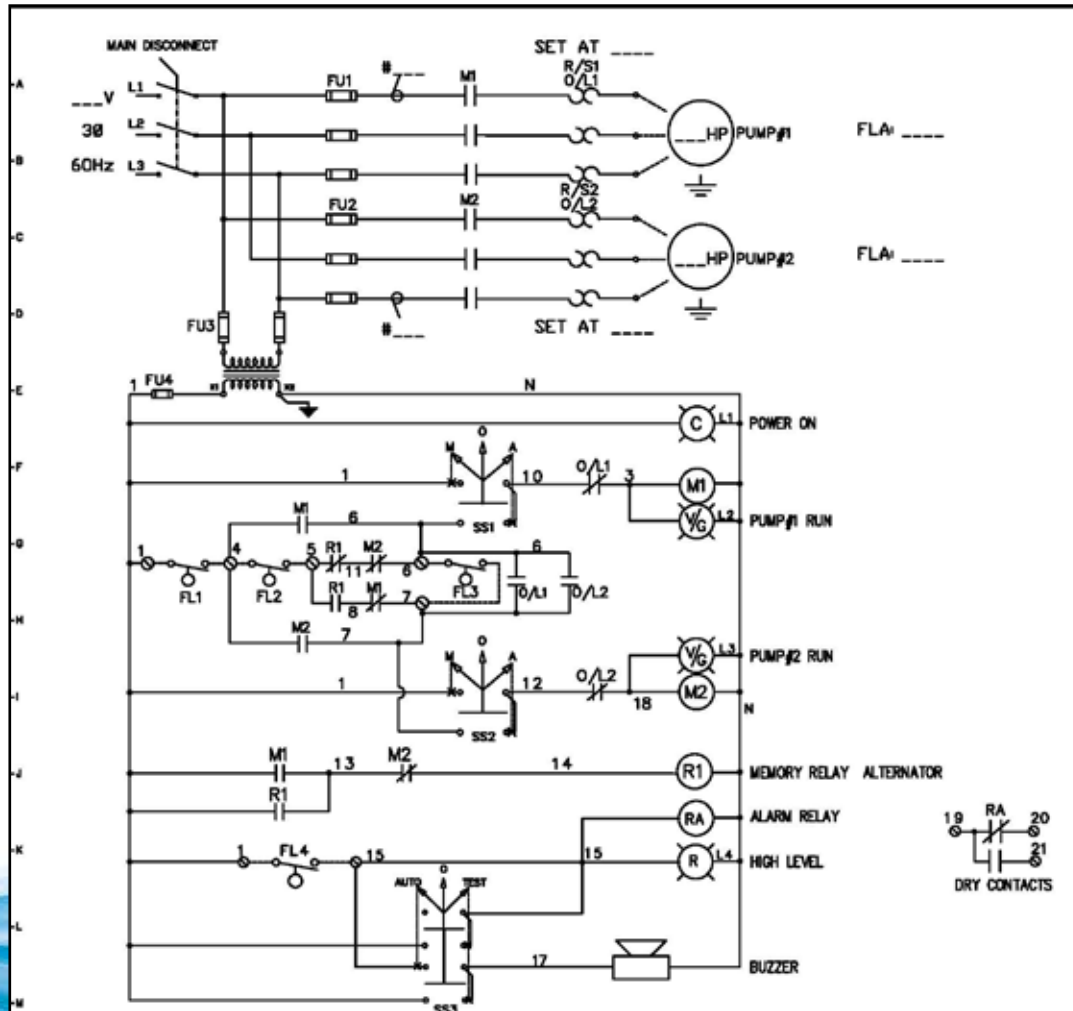 MAIN DISCONNECT
SET AT ____
R/S1
O/L1
A
L1
FU1
#___
M1
___V
3Ø
L2
___HP
PUMP#1
FLA: ____
B
60Hz
L3
R/S2
O/L2
FU2
M2
C
___HP
PUMP#2
FLA: ____
D
FU3
#___
SET AT ____
E
1
FU4
X1
X2
N
C
L1
POWER ON
F
M
O
A
1
10
O/L1
3
M1
SS1
V/G
L2
PUMP#1 RUN
M1
6
G
1
4
5
R1
M2
6
6
11
FL1
FL2
FL3
O/L1
O/L2
R1
M1
7
8
H
M2
7
O
V/G
L3
PUMP#2 RUN
M
A
O/L2
I
1
12
18
M2
N
SS2
J
M1
13
M2
14
R1
MEMORY RELAY ALTERNATOR
R1
RA
ALARM RELAY
19
RA
20
K
1
FL4
15
15
R
L4
HIGH LEVEL
21
DRY CONTACTS
AUTO
O
TEST
L
17
BUZZER
M
SS3